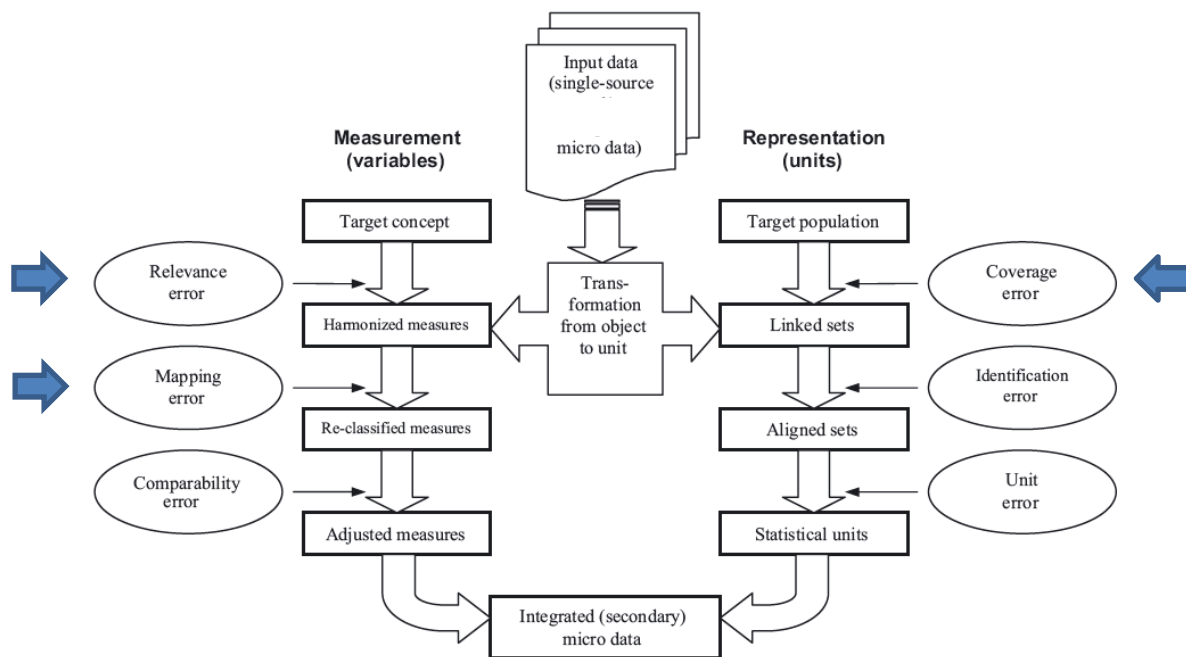 Input data
(single-source
micro data)
Measurement
(variables)
Representation
(units)
Target concept
Target population
Relevance
error
Trans-
formation
from object
to unit
Coverage
error
Harmonized measures
Linked sets
Mapping
error
Identification
error
Re-classified measures
Aligned sets
Comparability
error
Unit
error
Adjusted measures
Statistical units
Integrated (secondary)
micro data